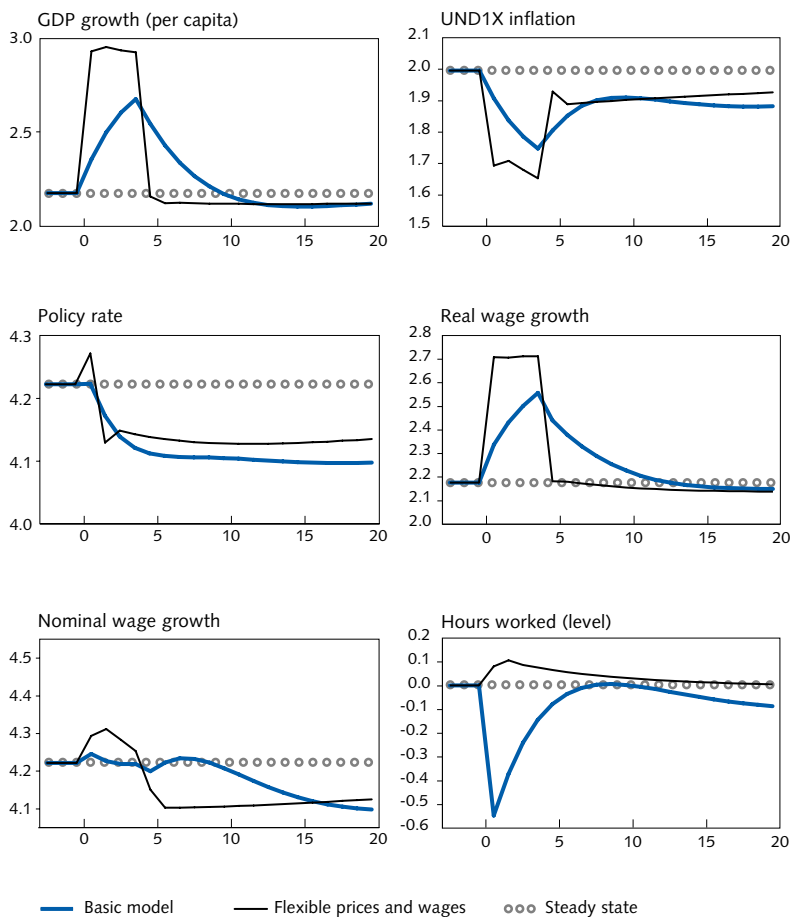 GDP growth (per capita)
3.0
2.5
2.0
0 5 10 15 20
UND1X inflation
2.1
2.0
1.9
1.8
1.7
1.6
1.5
0 5 10 15 20
Policy rate
4.3
4.2
4.1
4.0
0 5 10 15 20
Real wage growth
2.8
2.7
2.6
2.5
2.4
2.3
2.2
2.1
2.0
0 5 10 15 20
Nominal wage growth
4.5
4.4
4.3
4.2
4.1
0 5 10 15 20
Hours worked (level)
0.2
0.1
0.0
-0.1
-0.2
-0.3
-0.4
-0.5
-0.6
0 5 10 15 20
Basic model Flexible prices and wages Steady state